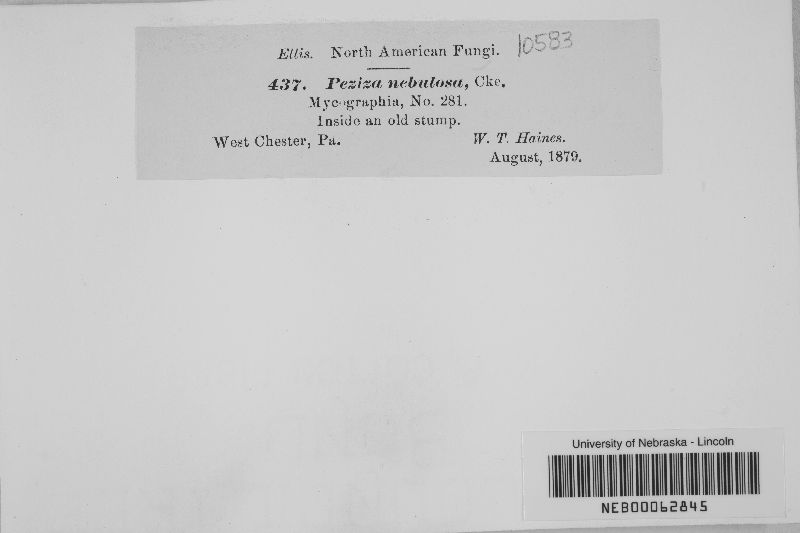 Ellis. North American Fungi. 10583
437. Peziza nebulosa, Cke.
Mycographia, No. 281.
Inside an old stump.
West Chester, Pa. W. T. Haines.
August, 1879.
University of Nebraska - Lincoln
NEB00062845